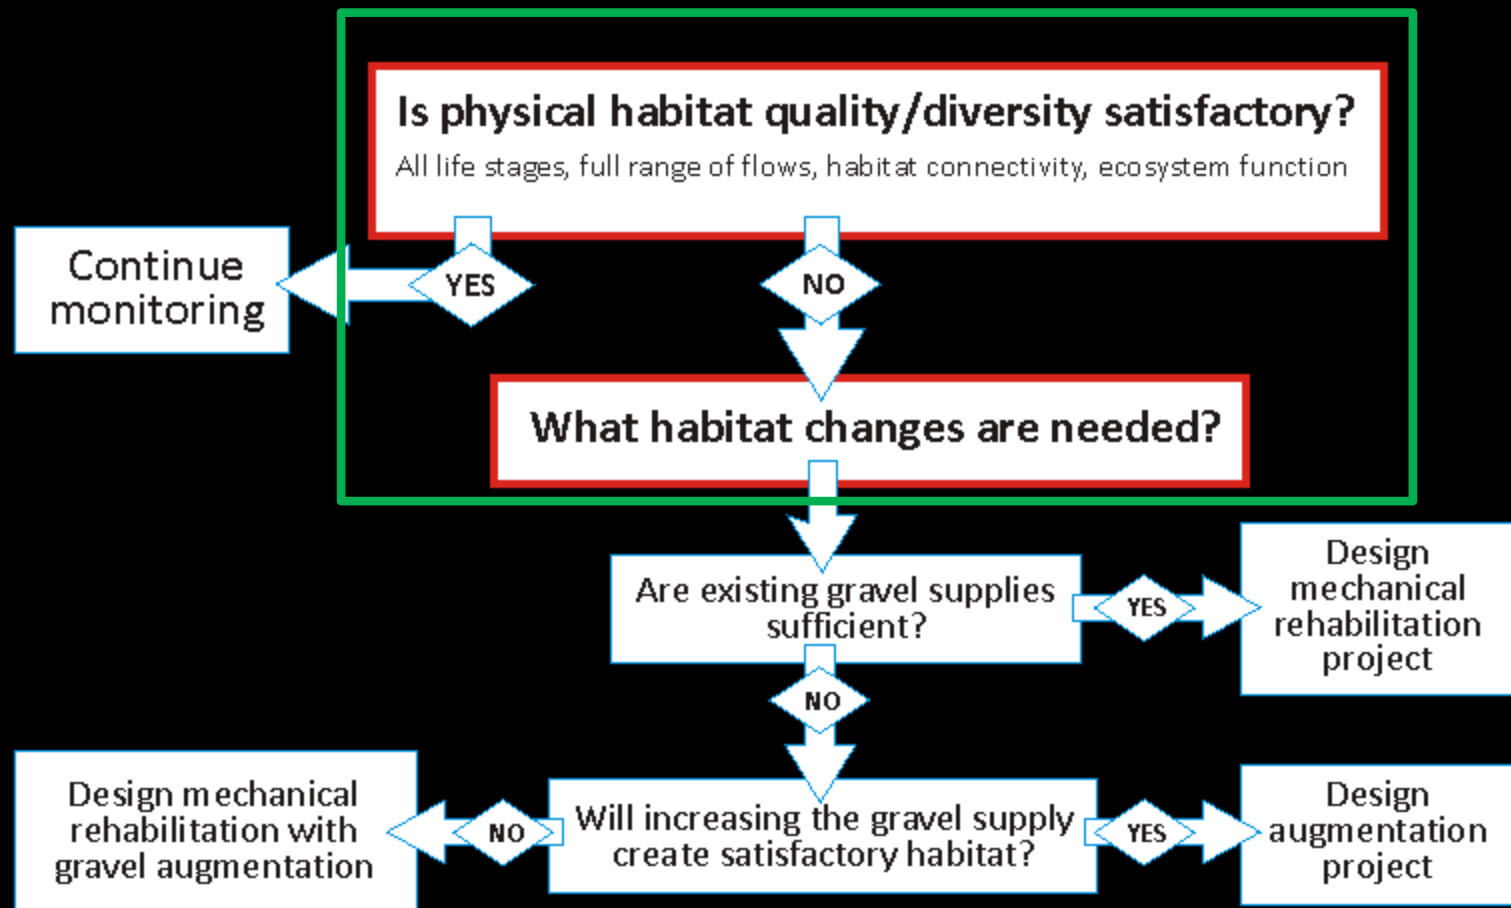 Is physical habitat quality/diversity satisfactory?
All life stages, full range of flows, habitat connectivity, ecosystem function
Continue
monitoring
YES
NO
What habitat changes are needed?
Are existing gravel supplies
sufficient?
YES
Design
mechanical
rehabilitation
project
NO
Design mechanical
rehabilitation with
gravel augmentation
NO
Will increasing the gravel supply
create satisfactory habitat?
YES
Design
augmentation
project